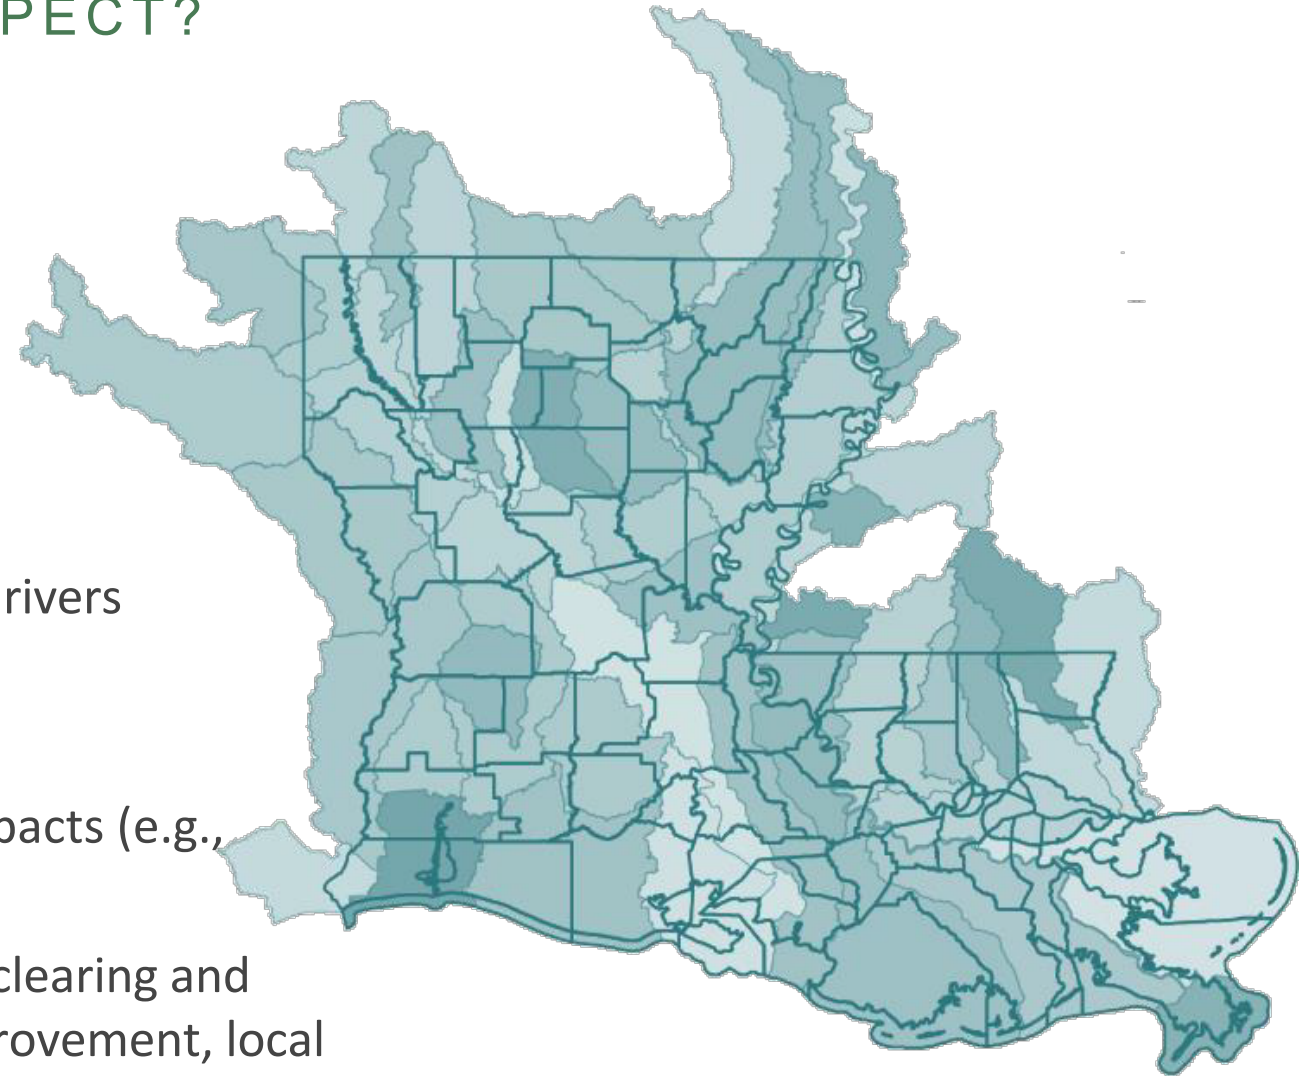 PECT?
rivers
pacts (e.g.,
clearing and
rovement, local